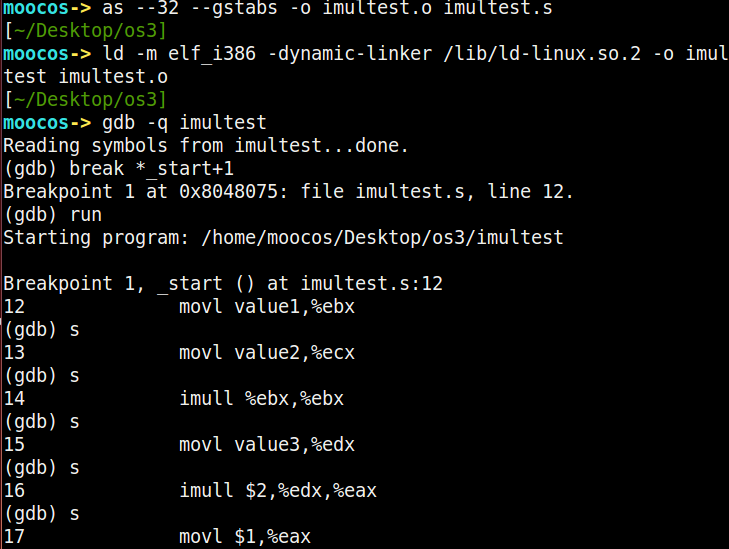 moocos-> as --32 --gstabs -o imultest.o imultest.s
[~/Desktop/os3]
moocos-> ld -m elf_i386 -dynamic-linker /lib/ld-linux.so.2 -o imul
test imultest.o
[~/Desktop/os3]
moocos-> gdb -q imultest
Reading symbols from imultest...done.
(gdb) break *_start+1
Breakpoint 1 at 0x8048075: file imultest.s, line 12.
(gdb) run
Starting program: /home/moocos/Desktop/os3/imultest
Breakpoint 1, _start () at imultest.s:12
12 movl value1,%ebx
(gdb) s
13 movl value2,%ecx
(gdb) s
14 imull %ebx,%ebx
(gdb) s
15 movl value3,%edx
(gdb) s
16 imull $2,%edx,%eax
(gdb) s
17 movl $1,%eax